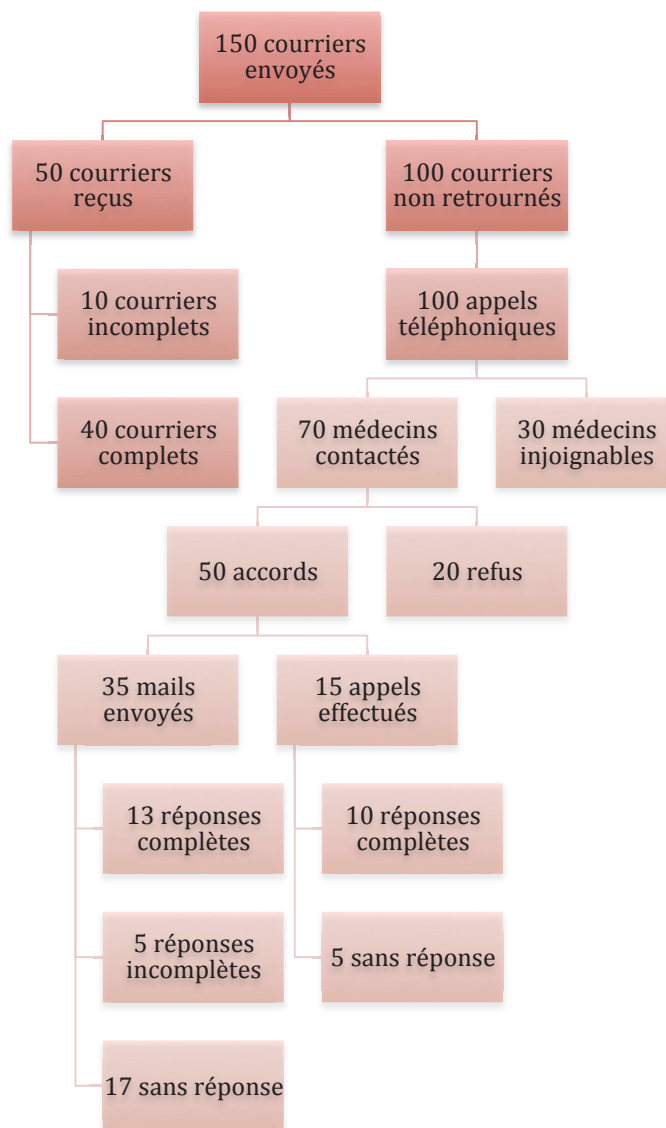 150 courriers
envoyés
50 courriers
reçus
100 courriers
non retrournés
10 courriers
incomplets
100 appels
téléphoniques
40 courriers
complets
70 médecins
contactés
30 médecins
injoignables
50 accords
20 refus
35 mails
envoyés
15 appels
effectués
13 réponses
complètes
10 réponses
complètes
5 réponses
incomplètes
5 sans réponse
17 sans réponse